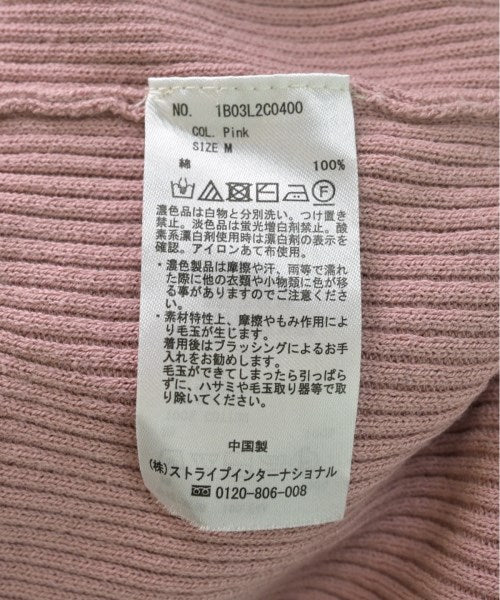 NO. 1B03L2C0400
COL. Pink
SIZE M
綿 100%
濃色品は白物と分別洗い。つけ置き
禁止。淡色品は蛍光増白剤禁止。酸
素系漂白剤使用時は漂白剤の表示を
確認。アイロンあて布使用。
・濃色製品は摩擦や汗、雨等で濡れ
た際に他の衣類や小物類に色が移
る事がありますのでご注意くださ
い。
・素材特性上、摩擦やもみ作用によ
り毛玉が生じます。
着用後はブラッシングによるお手
入れをお勧めします。
毛玉ができてしまったら引っぱら
ずに、ハサミや毛玉取り器等で取
り除いてください。
中国製
(株)ストライプインターナショナル
0120-806-008